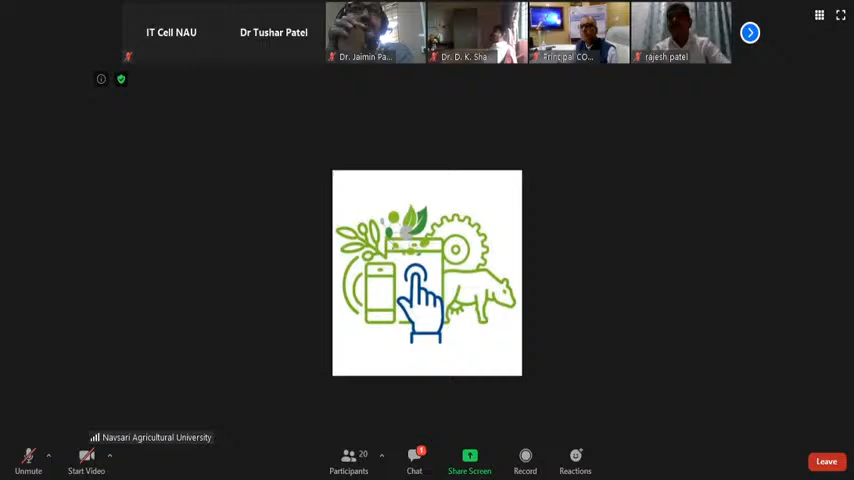 IT Cell NAU
Dr Tushar Patel
Dr. Jaimin Pa...
Dr. D. K. Sha
Principal CO...
rajesh patel
Navsari Agricultural University
Unmute
Start Video
20
Participants
1
Chat
Share Screen
Record
Reactions
Leave